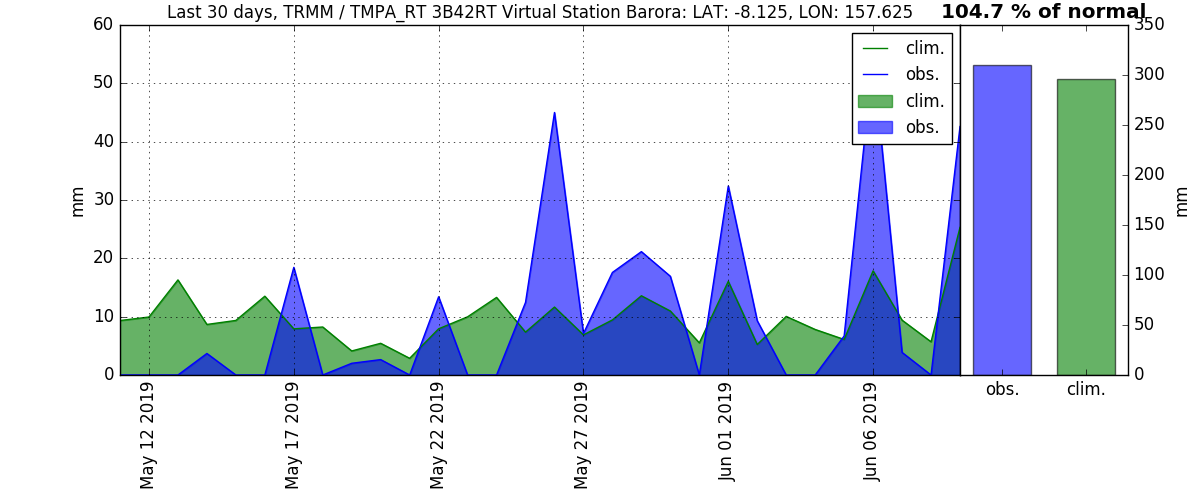 Last 30 days, TRMM / TMPA_RT 3B42RT Virtual Station Barora: LAT: -8.125, LON: 157.625
104.7 % of normal
60
50
40
30
20
10
0
mm
clim.
obs.
clim.
obs.
350
300
250
200
150
100
50
0
mm
May 12 2019
May 17 2019
May 22 2019
May 27 2019
Jun 01 2019
Jun 06 2019
obs.
clim.